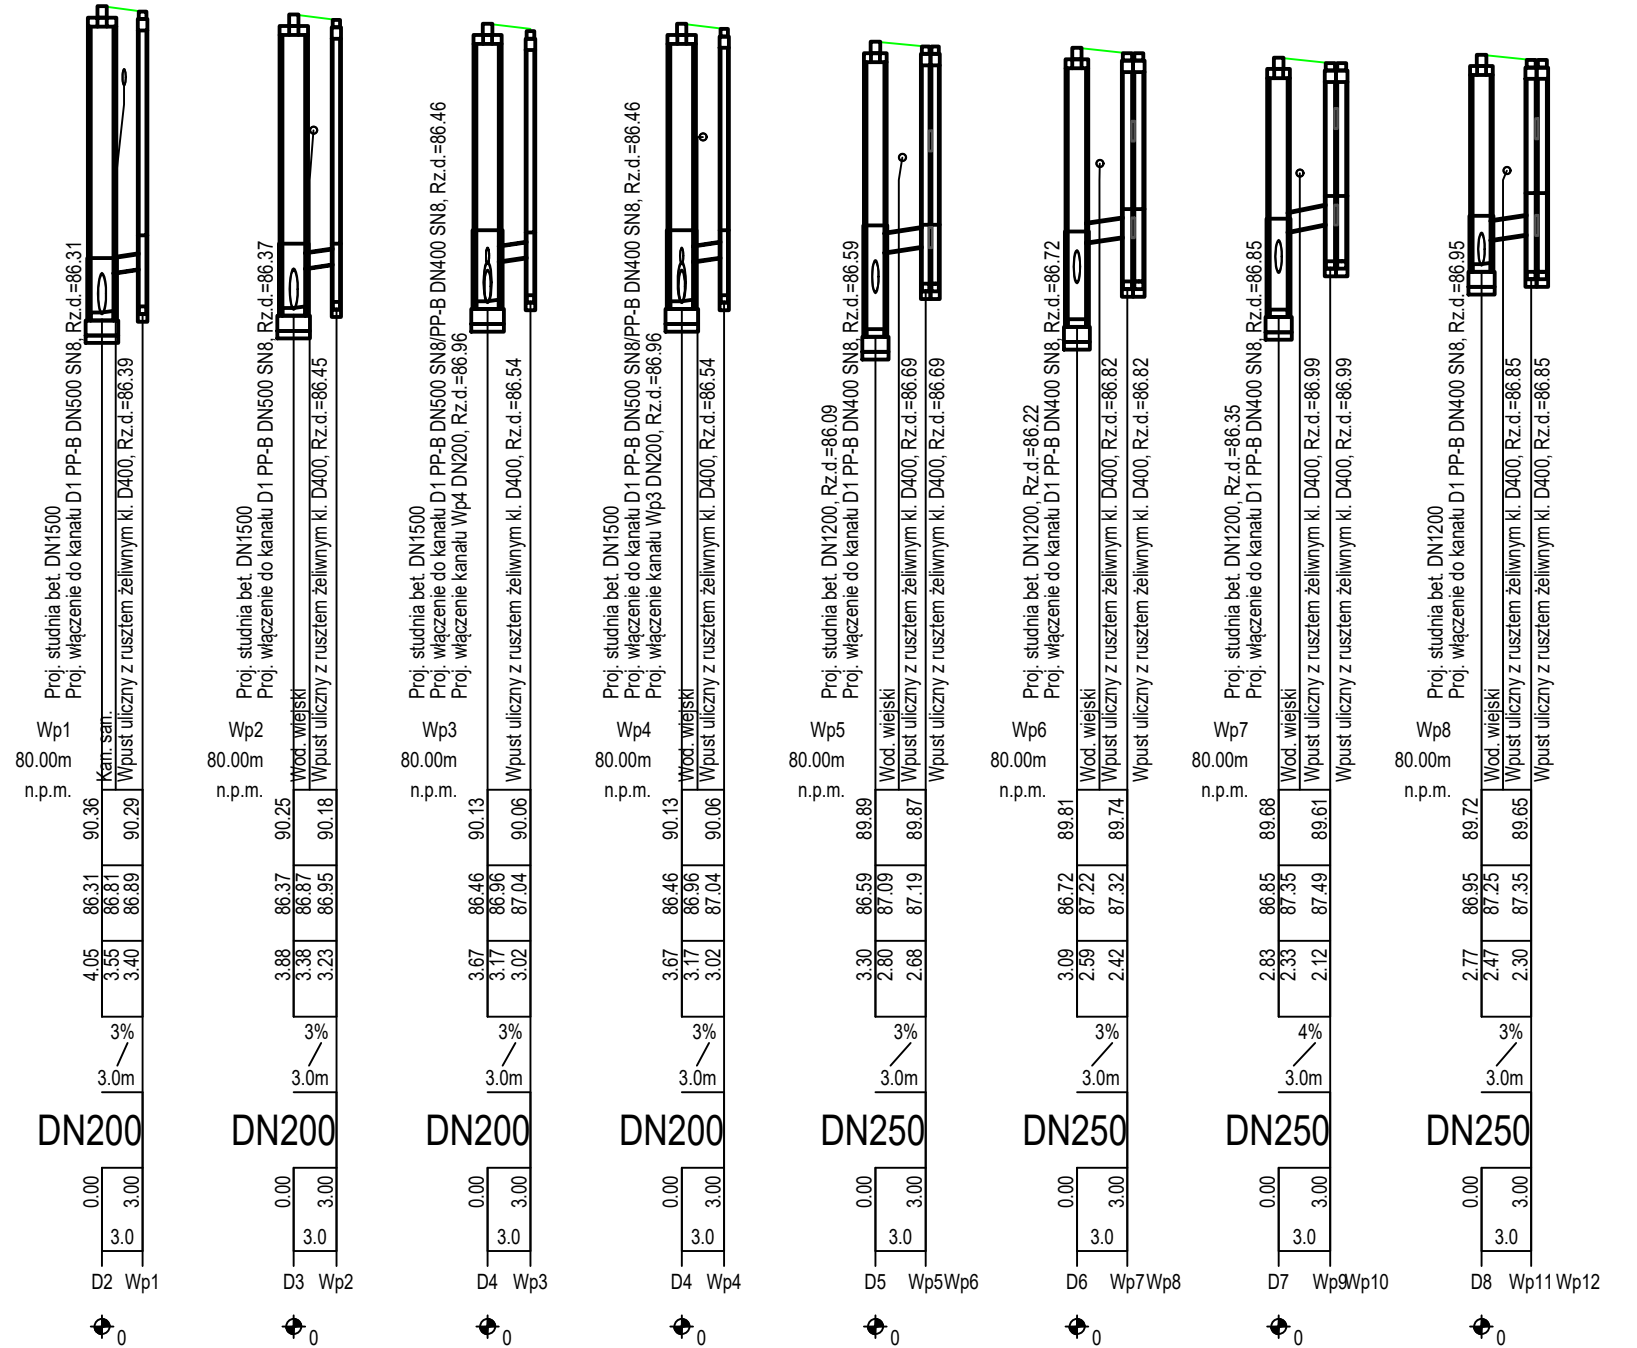 Proj. studnia bet. DN1500
Proj. włączenie do kanału D1 PP-B DN500 SN8, Rz.d.=86.31
Kan. san.
Wpust uliczny z rusztem żeliwnym kl. D400, Rz.d.=86.39
Wp1
80.00m
n.p.m.
90.36
90.29
86.31
86.81
86.89
4.05
3.55
3.40
3%
3.0m
DN200
0.00
3.00
3.0
D2
Wp1
0
Proj. studnia bet. DN1500
Proj. włączenie do kanału D1 PP-B DN500 SN8, Rz.d.=86.37
Wod. wiejski
Wpust uliczny z rusztem żeliwnym kl. D400, Rz.d.=86.45
Wp2
80.00m
n.p.m.
90.25
90.18
86.37
86.87
86.95
3.88
3.38
3.23
3%
3.0m
DN200
0.00
3.00
3.0
D3
Wp2
0
Proj. studnia bet. DN1500
Proj. włączenie do kanału D1 PP-B DN500 SN8/PP-B DN400 SN8, Rz.d.=86.46
Proj. włączenie kanału Wp4 DN200, Rz.d.=86.96
Wpust uliczny z rusztem żeliwnym kl. D400, Rz.d.=86.54
Wp3
80.00m
n.p.m.
90.13
90.06
86.46
86.96
87.04
3.67
3.17
3.02
3%
3.0m
DN200
0.00
3.00
3.0
D4
Wp3
0
Proj. studnia bet. DN1500
Proj. włączenie do kanału D1 PP-B DN500 SN8/PP-B DN400 SN8, Rz.d.=86.46
Proj. włączenie kanału Wp3 DN200, Rz.d.=86.96
Wod. wiejski
Wpust uliczny z rusztem żeliwnym kl. D400, Rz.d.=86.54
Wp4
80.00m
n.p.m.
90.13
90.06
86.46
86.96
87.04
3.67
3.17
3.02
3%
3.0m
DN200
0.00
3.00
3.0
D4
Wp4
0
Proj. studnia bet. DN1200, Rz.d.=86.09
Proj. włączenie do kanału D1 PP-B DN400 SN8, Rz.d.=86.59
Wod. wiejski
Wpust uliczny z rusztem żeliwnym kl. D400, Rz.d.=86.69
Wpust uliczny z rusztem żeliwnym kl. D400, Rz.d.=86.69
Wp5
80.00m
n.p.m.
89.89
89.87
86.59
87.09
87.19
3.30
2.80
2.68
3%
3.0m
DN250
0.00
3.00
3.0
D5
Wp5
Wp6
0
Proj. studnia bet. DN1200, Rz.d.=86.22
Proj. włączenie do kanału D1 PP-B DN400 SN8, Rz.d.=86.72
Wod. wiejski
Wpust uliczny z rusztem żeliwnym kl. D400, Rz.d.=86.82
Wpust uliczny z rusztem żeliwnym kl. D400, Rz.d.=86.82
Wp6
80.00m
n.p.m.
89.81
89.74
86.72
87.22
87.32
3.09
2.59
2.42
3%
3.0m
DN250
0.00
3.00
3.0
D6
Wp7
Wp8
0
Proj. studnia bet. DN1200, Rz.d.=86.35
Proj. włączenie do kanału D1 PP-B DN400 SN8, Rz.d.=86.85
Wod. wiejski
Wpust uliczny z rusztem żeliwnym kl. D400, Rz.d.=86.99
Wpust uliczny z rusztem żeliwnym kl. D400, Rz.d.=86.99
Wp7
80.00m
n.p.m.
89.68
89.61
86.85
87.35
87.49
2.83
2.33
2.12
4%
3.0m
DN250
0.00
3.00
3.0
D7
Wp9
Wp10
0
Proj. studnia bet. DN1200
Proj. włączenie do kanału D1 PP-B DN400 SN8, Rz.d.=86.95
Wod. wiejski
Wpust uliczny z rusztem żeliwnym kl. D400, Rz.d.=86.85
Wpust uliczny z rusztem żeliwnym kl. D400, Rz.d.=86.85
Wp8
80.00m
n.p.m.
89.72
89.65
86.95
87.25
87.35
2.77
2.47
2.30
3%
3.0m
DN250
0.00
3.00
3.0
D8
Wp11
Wp12
0